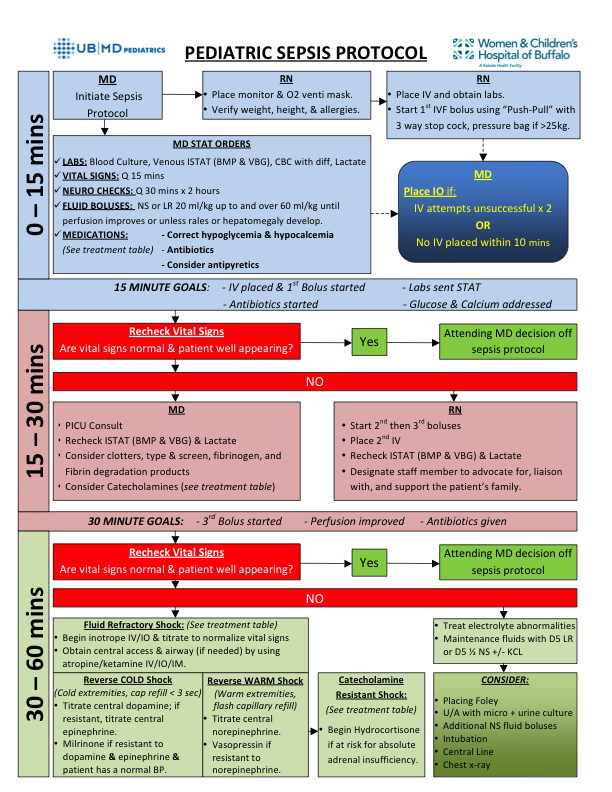 UB|MD PEDIATRICS
PEDIATRIC SEPSIS PROTOCOL
Women & Children's
Hospital of Buffalo
A Kaleida Health Facility
0 – 15 mins
MD
Initiate Sepsis
Protocol
RN
• Place monitor & O2 venti mask.
• Verify weight, height, & allergies.
RN
• Place IV and obtain labs.
• Start 1st IVF bolus using "Push-Pull" with
3 way stop cock, pressure bag if >25kg.
MD STAT ORDERS
✓LABS: Blood Culture, Venous ISTAT (BMP & VBG), CBC with diff, Lactate
✓VITAL SIGNS: Q 15 mins
✓NEURO CHECKS: Q 30 mins x 2 hours
✓FLUID BOLUSES: NS or LR 20 ml/kg up to and over 60 ml/kg until
perfusion improves or unless rales or hepatomegaly develop.
✓MEDICATIONS: - Correct hypoglycemia & hypocalcemia
(See treatment table) - Antibiotics
- Consider antipyretics
MD
Place IO if:
IV attempts unsuccessful x 2
OR
No IV placed within 10 mins
15 MINUTE GOALS: - IV placed & 1st Bolus started - Labs sent STAT
- Antibiotics started - Glucose & Calcium addressed
15 – 30 mins
Recheck Vital Signs
Are vital signs normal & patient well appearing?
Yes
Attending MD decision off
sepsis protocol
NO
MD
• PICU Consult
• Recheck ISTAT (BMP & VBG) & Lactate
• Consider clotters, type & screen, fibrinogen, and
Fibrin degradation products
• Consider Catecholamines (see treatment table)
RN
• Start 2nd then 3rd boluses
• Place 2nd IV
• Recheck ISTAT (BMP & VBG) & Lactate
• Designate staff member to advocate for, liaison
with, and support the patient's family.
30 MINUTE GOALS: - 3rd Bolus started - Perfusion improved - Antibiotics given
30 – 60 mins
Recheck Vital Signs
Are vital signs normal & patient well appearing?
Yes
Attending MD decision off
sepsis protocol
NO
Fluid Refractory Shock: (See treatment table)
• Begin inotrope IV/IO & titrate to normalize vital signs
• Obtain central access & airway (if needed) by using
atropine/ketamine IV/IO/IM.
• Treat electrolyte abnormalities
• Maintenance fluids with D5 LR
or D5 ½ NS +/- KCL
Reverse COLD Shock
(Cold extremities, cap refill < 3 sec)
• Titrate central dopamine; if
resistant, titrate central
epinephrine.
• Milrinone if resistant to
dopamine & epinephrine &
patient has a normal BP.
Reverse WARM Shock
(Warm extremities,
flash capillary refill)
• Titrate central
norepinephrine.
• Vasopressin if
resistant to
norepinephrine.
Catecholamine
Resistant Shock:
(See treatment table)
• Begin Hydrocortisone
if at risk for absolute
adrenal insufficiency.
CONSIDER:
• Placing Foley
• U/A with micro + urine culture
• Additional NS fluid boluses
• Intubation
• Central Line
• Chest x-ray